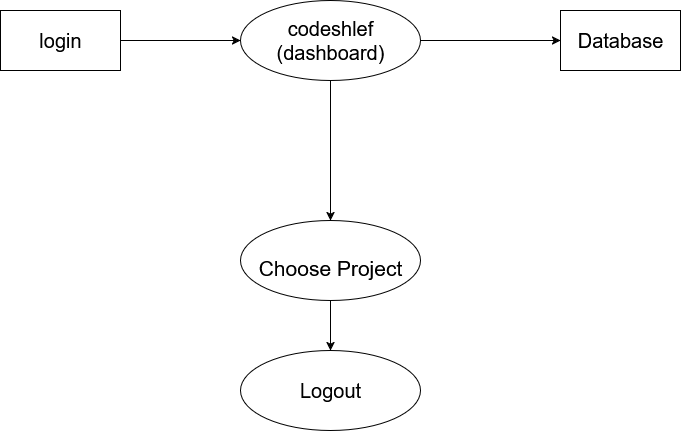 login
codeshlef
(dashboard)
Database
Choose Project
Logout